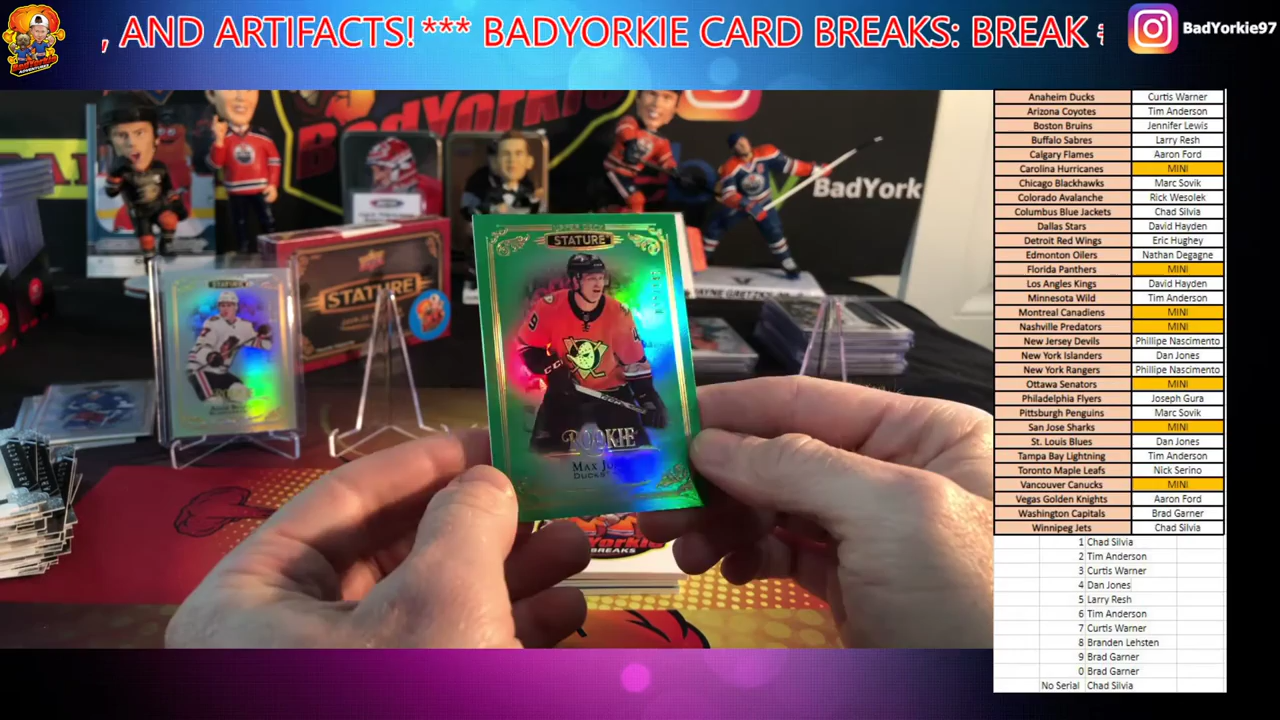 , AND ARTIFACTS! *** BADYORKIE CARD BREAKS: BREAK
BadYorkie97
BadYork
STATURE
STATURE
ROOKIE
DUCKS
Anaheim Ducks Curtis Warner
Arizona Coyotes Tim Anderson
Boston Bruins Jennifer Lewis
Buffalo Sabres Larry Resh
Calgary Flames Aaron Ford
Carolina Hurricanes MINI
Chicago Blackhawks Marc Sovik
Colorado Avalanche Rick Wesolek
Columbus Blue Jackets Chad Silvia
Dallas Stars David Hayden
Detroit Red Wings Eric Hughey
Edmonton Oilers Nathan Degagne
Florida Panthers MINI
Los Angles Kings David Hayden
Minnesota Wild Tim Anderson
Montreal Canadiens MINI
Nashville Predators MINI
New Jersey Devils Phillipe Nascimento
New York Islanders Dan Jones
New York Rangers Phillipe Nascimento
Ottawa Senators MINI
Philadelphia Flyers Joseph Gura
Pittsburgh Penguins Marc Sovik
San Jose Sharks MINI
St. Louis Blues Dan Jones
Tampa Bay Lightning Tim Anderson
Toronto Maple Leafs Nick Serino
Vancouver Canucks MINI
Vegas Golden Knights Aaron Ford
Washington Capitals Brad Garner
Winnipeg Jets Chad Silvia
1 Chad Silvia
2 Tim Anderson
3 Curtis Warner
4 Dan Jones
5 Larry Resh
6 Tim Anderson
7 Curtis Warner
8 Branden Lehsten
9 Brad Garner
0 Brad Garner
No Serial Chad Silvia